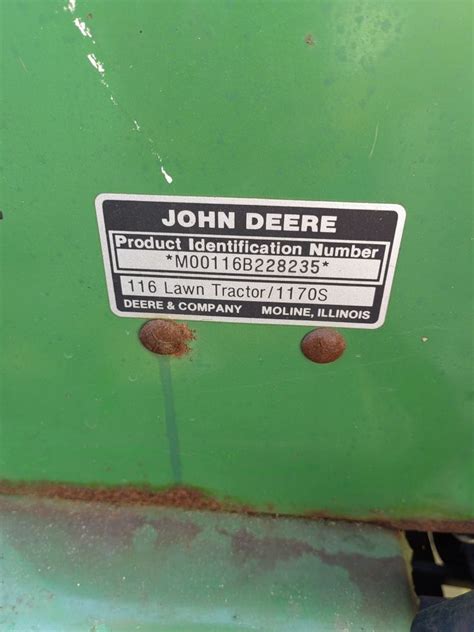 JOHN DEERE
Product Identification Number
*M00116B228235*
116 Lawn Tractor/1170S
DEERE & COMPANY MOLINE, ILLINOIS